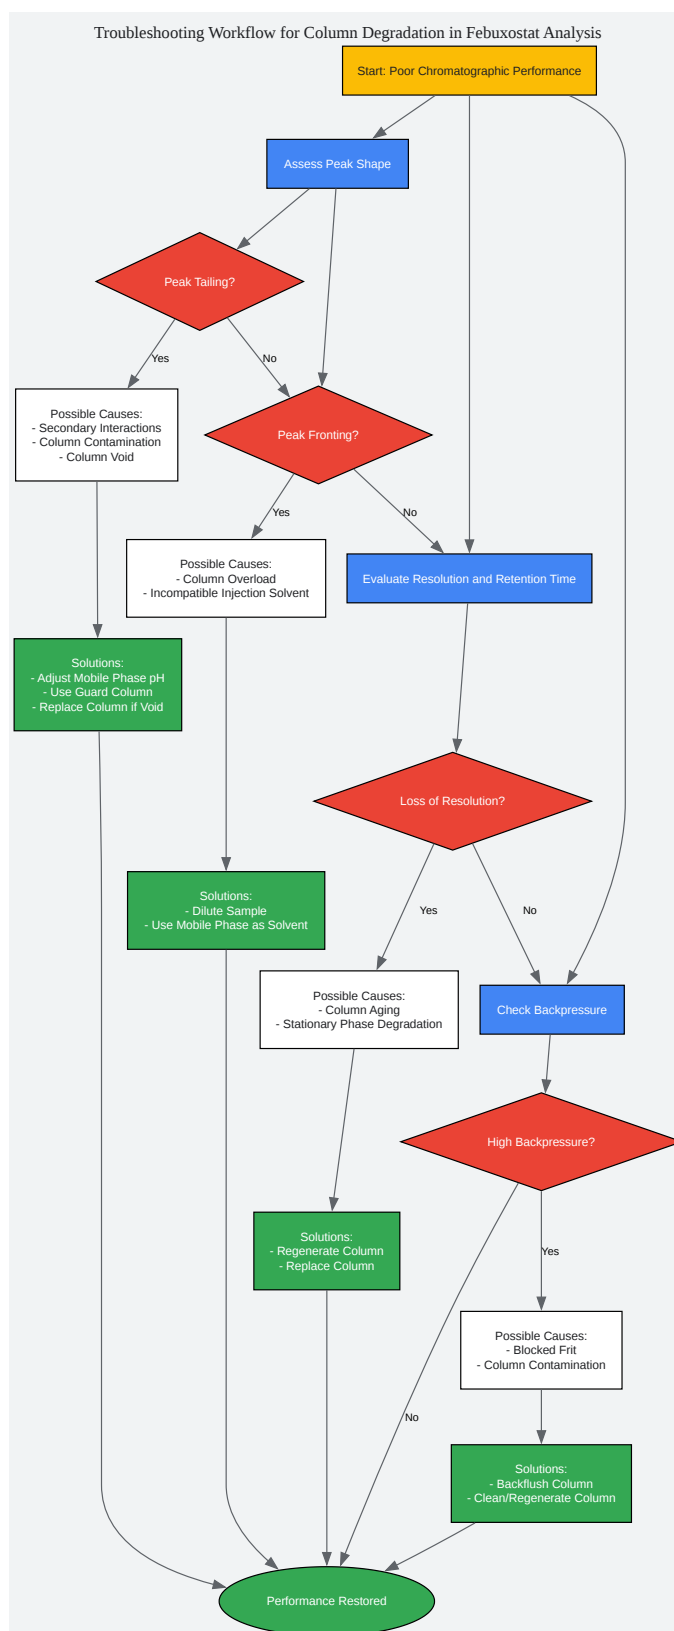 Troubleshooting Workflow for Column Degradation in Febuxostat Analysis
Start: Poor Chromatographic Performance
Assess Peak Shape
Peak Tailing?
Yes
No
Possible Causes:
- Secondary Interactions
- Column Contamination
- Column Void
Peak Fronting?
Yes
No
Possible Causes:
- Column Overload
- Incompatible Injection Solvent
Evaluate Resolution and Retention Time
Solutions:
- Adjust Mobile Phase pH
- Use Guard Column
- Replace Column if Void
Loss of Resolution?
Yes
No
Solutions:
- Dilute Sample
- Use Mobile Phase as Solvent
Possible Causes:
- Column Aging
- Stationary Phase Degradation
Check Backpressure
High Backpressure?
Solutions:
- Regenerate Column
- Replace Column
Yes
Possible Causes:
- Blocked Frit
- Column Contamination
No
Solutions:
- Backflush Column
- Clean/Regenerate Column
Performance Restored